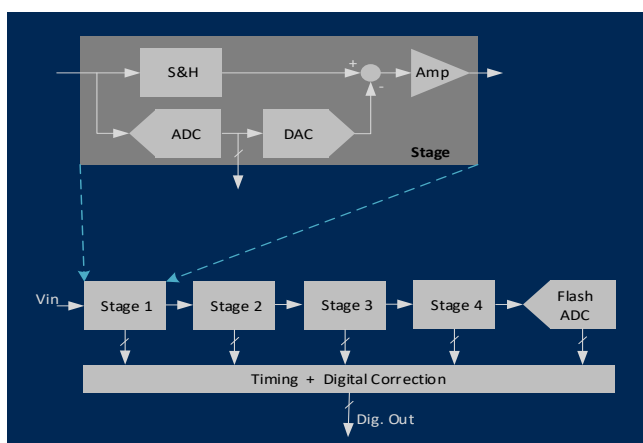 S&H
+
-
Amp
ADC
DAC
Stage
Vin
Stage 1
Stage 2
Stage 3
Stage 4
Flash
ADC
Timing + Digital Correction
Dig. Out